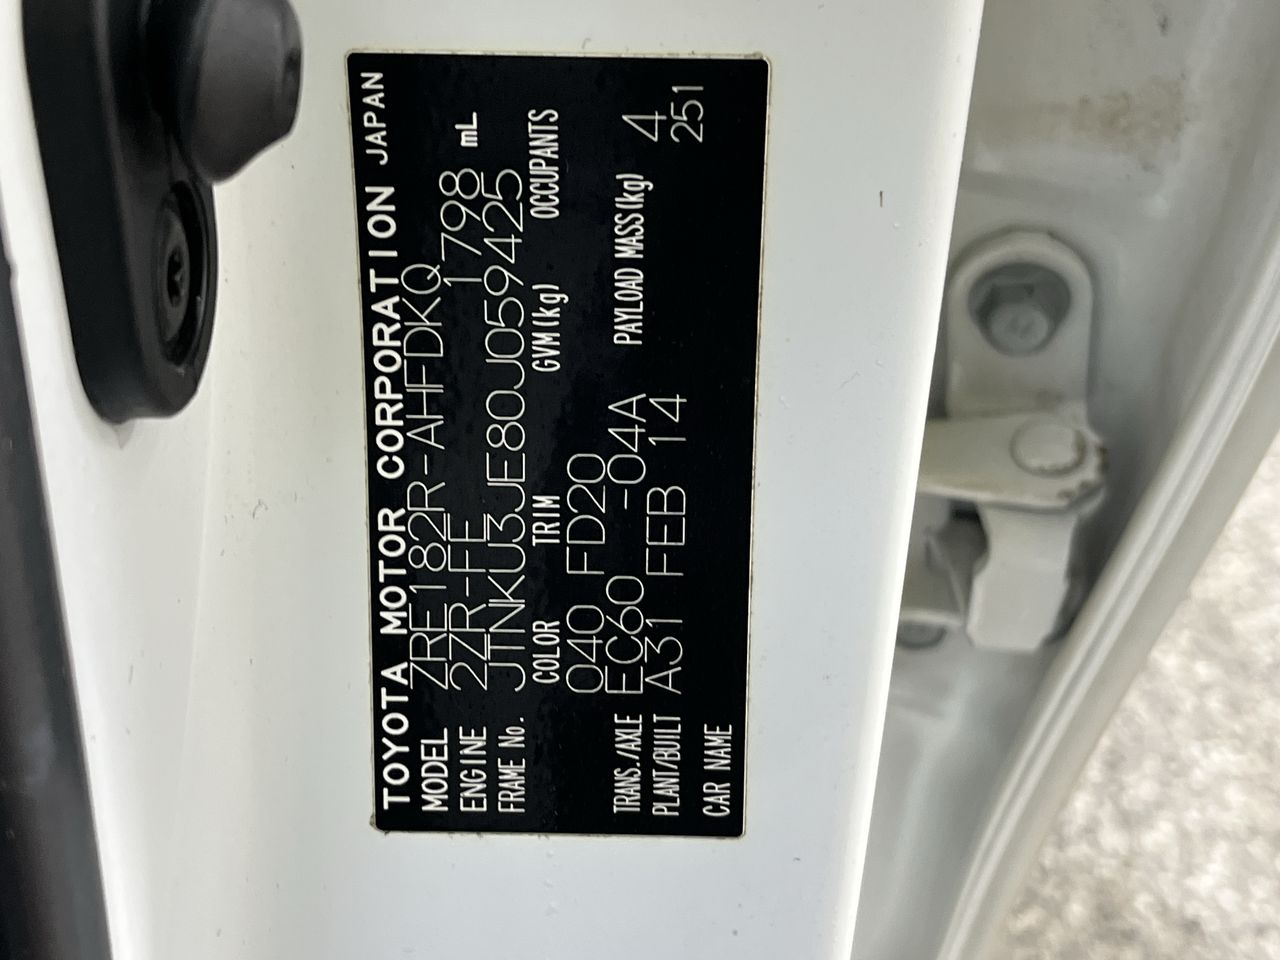 TOYOTA MOTOR CORPORATION JAPAN
MODEL ZRE182R-AHFDKQ
ENGINE 2ZR-FE 1798 mL
FRAME No. JTNKU3JE80J059425
COLOR TRIM GVM(kg) OCCUPANTS
040 FD20 4
TRANS./AXLE EC60 -04A PAYLOAD MASS(kg) 251
PLANT/BUILT A31 FEB 14
CAR NAME